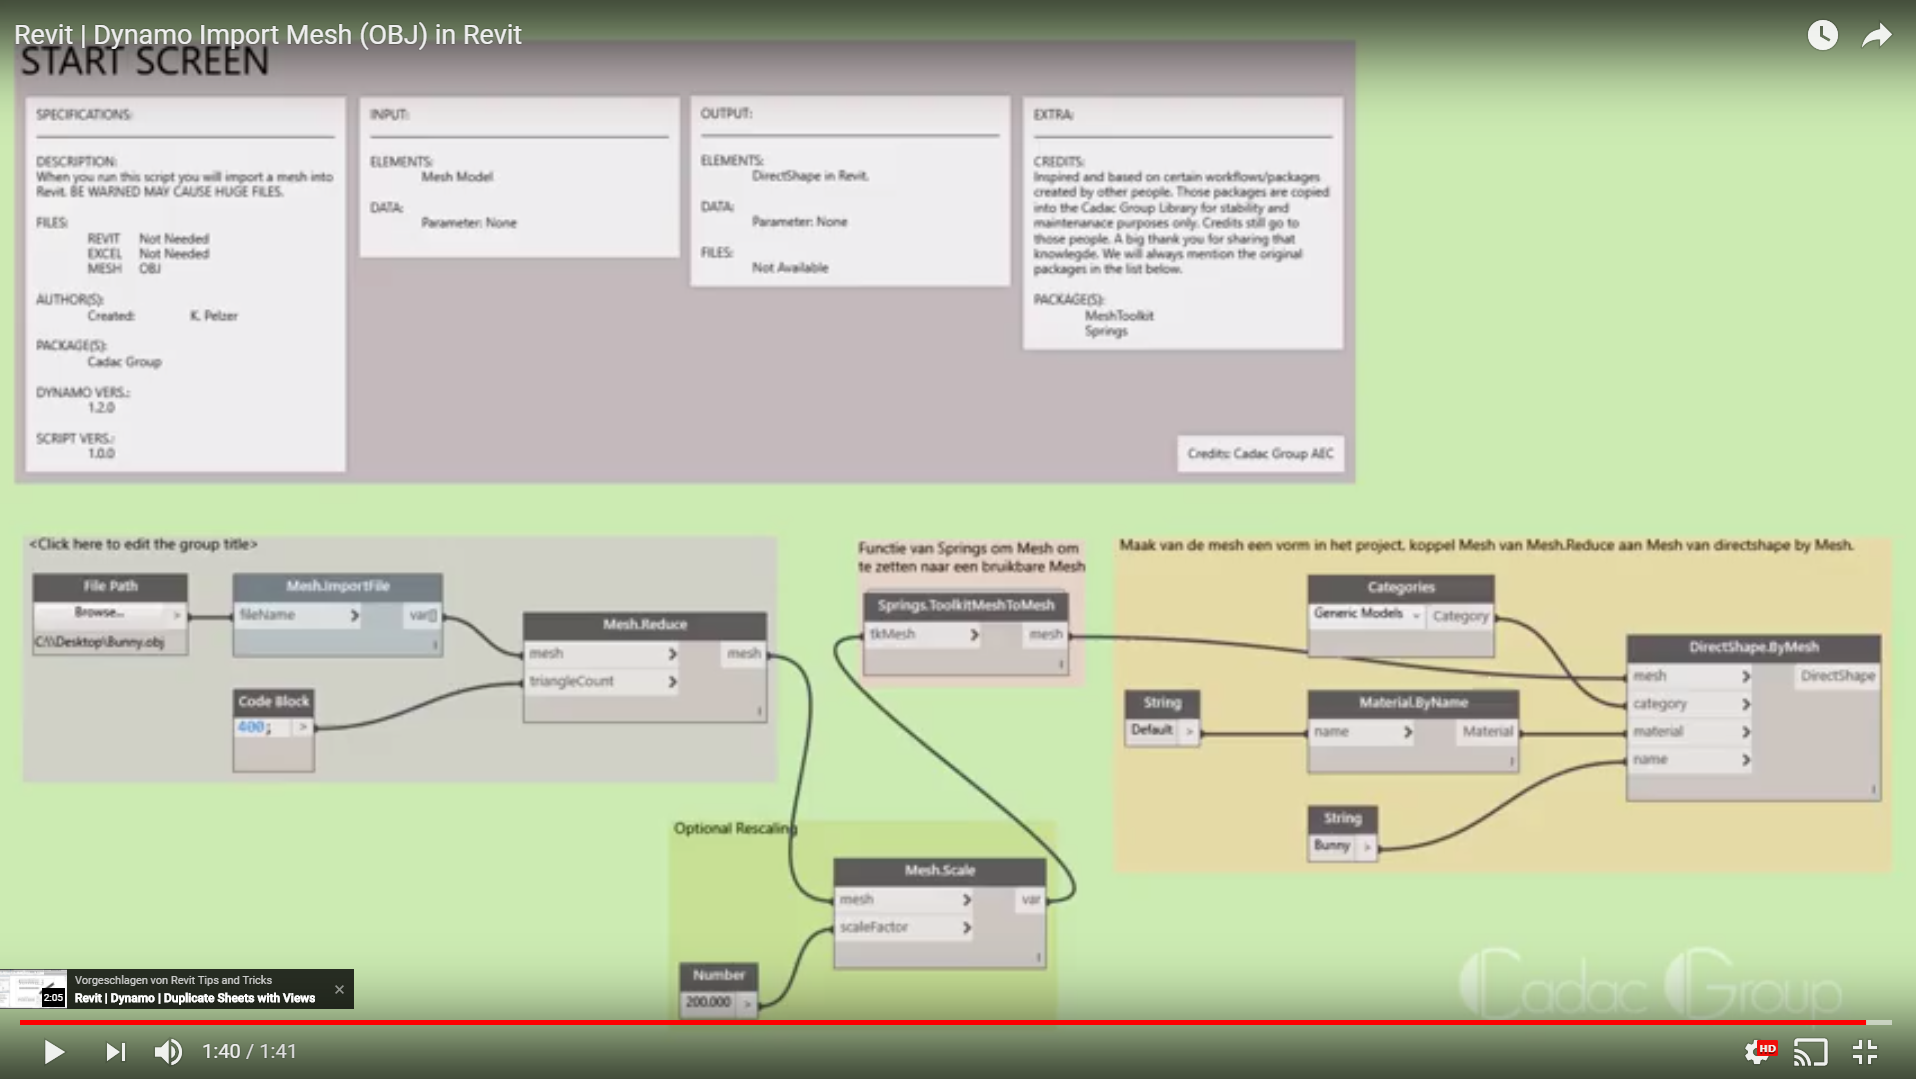 Revit | Dynamo Import Mesh (OBJ) in Revit
START SCREEN
SPECIFICATIONS:
DESCRIPTION:
When you run this script you will import a mesh into
Revit. BE WARNED MAY CAUSE HUGE FILES.
FILES:
REVIT Not Needed
EXCEL Not Needed
MESH OBJ
AUTHOR(S):
Created: K. Pelzer
PACKAGE(S):
Cadac Group
DYNAMO VERS.:
1.2.0
SCRIPT VERS.:
1.0.0
INPUT:
ELEMENTS:
Mesh Model
DATA:
Parameter: None
OUTPUT:
ELEMENTS:
DirectShape in Revit.
DATA:
Parameter: None
FILES:
Not Available
EXTRA:
CREDITS:
Inspired and based on certain workflows/packages
created by other people. Those packages are copied
into the Cadac Group Library for stability and
maintenanace purposes only. Credits still go to
those people. A big thank you for sharing that
knowlegde. We will always mention the original
packages in the list below.
PACKAGE(S):
MeshToolkit
Springs
Credits: Cadac Group AEC
<Click here to edit the group title>
File Path
Browse...
>
C:\\Desktop\Bunny.obj
Mesh.ImportFile
fileName > var[]
Code Block
400; >
Mesh.Reduce
mesh > mesh
triangleCount >
Functie van Springs om Mesh om
te zetten naar een bruikbare Mesh
Springs.ToolkitMeshToMesh
tkMesh > mesh
Optional Rescaling
Mesh.Scale
mesh > var
scaleFactor >
Number
200.000 >
Maak van de mesh een vorm in het project, koppel Mesh van Mesh.Reduce aan Mesh van directshape by Mesh.
Categories
Generic Models Category
String
Default >
Material.ByName
name > Material
String
Bunny >
DirectShape.ByMesh
mesh > DirectShape
category >
material >
name >
Cadac Group
2:05
Vorgeschlagen von Revit Tips and Tricks
Revit | Dynamo | Duplicate Sheets with Views
1:40 / 1:41
HD